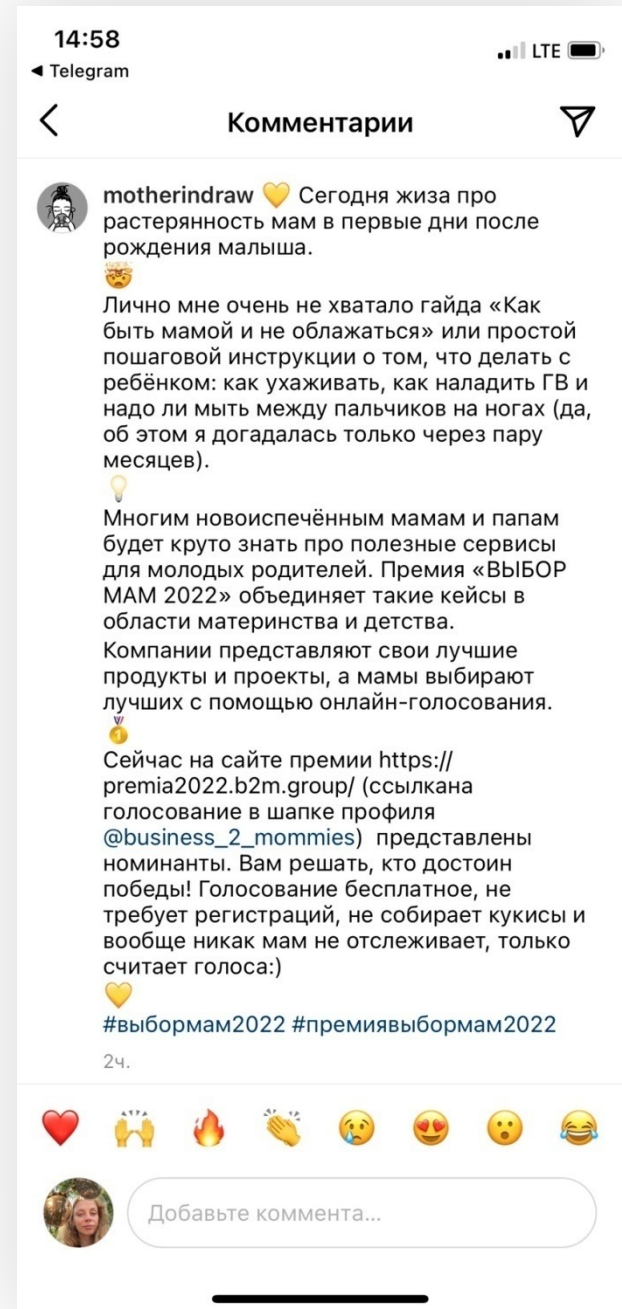 14:58
LTE
◀ Telegram
Комментарии
motherindraw 💛 Сегодня жиза про
растерянность мам в первые дни после
рождения малыша.
🤯
Лично мне очень не хватало гайда «Как
быть мамой и не облажаться» или простой
пошаговой инструкции о том, что делать с
ребёнком: как ухаживать, как наладить ГВ и
надо ли мыть между пальчиков на ногах (да,
об этом я догадалась только через пару
месяцев).
💡
Многим новоиспечённым мамам и папам
будет круто знать про полезные сервисы
для молодых родителей. Премия «ВЫБОР
МАМ 2022» объединяет такие кейсы в
области материнства и детства.
Компании представляют свои лучшие
продукты и проекты, а мамы выбирают
лучших с помощью онлайн-голосования.
🥇
Сейчас на сайте премии https://
premia2022.b2m.group/ (ссылкана
голосование в шапке профиля
@business_2_mommies)  представлены
номинанты. Вам решать, кто достоин
победы! Голосование бесплатное, не
требует регистраций, не собирает кукисы и
вообще никак мам не отслеживает, только
считает голоса:)
💛
#выбормам2022 #премиявыбормам2022
2ч.
❤️ 🙌 🔥 👏 😢 😍 😮 😂
Добавьте коммента...